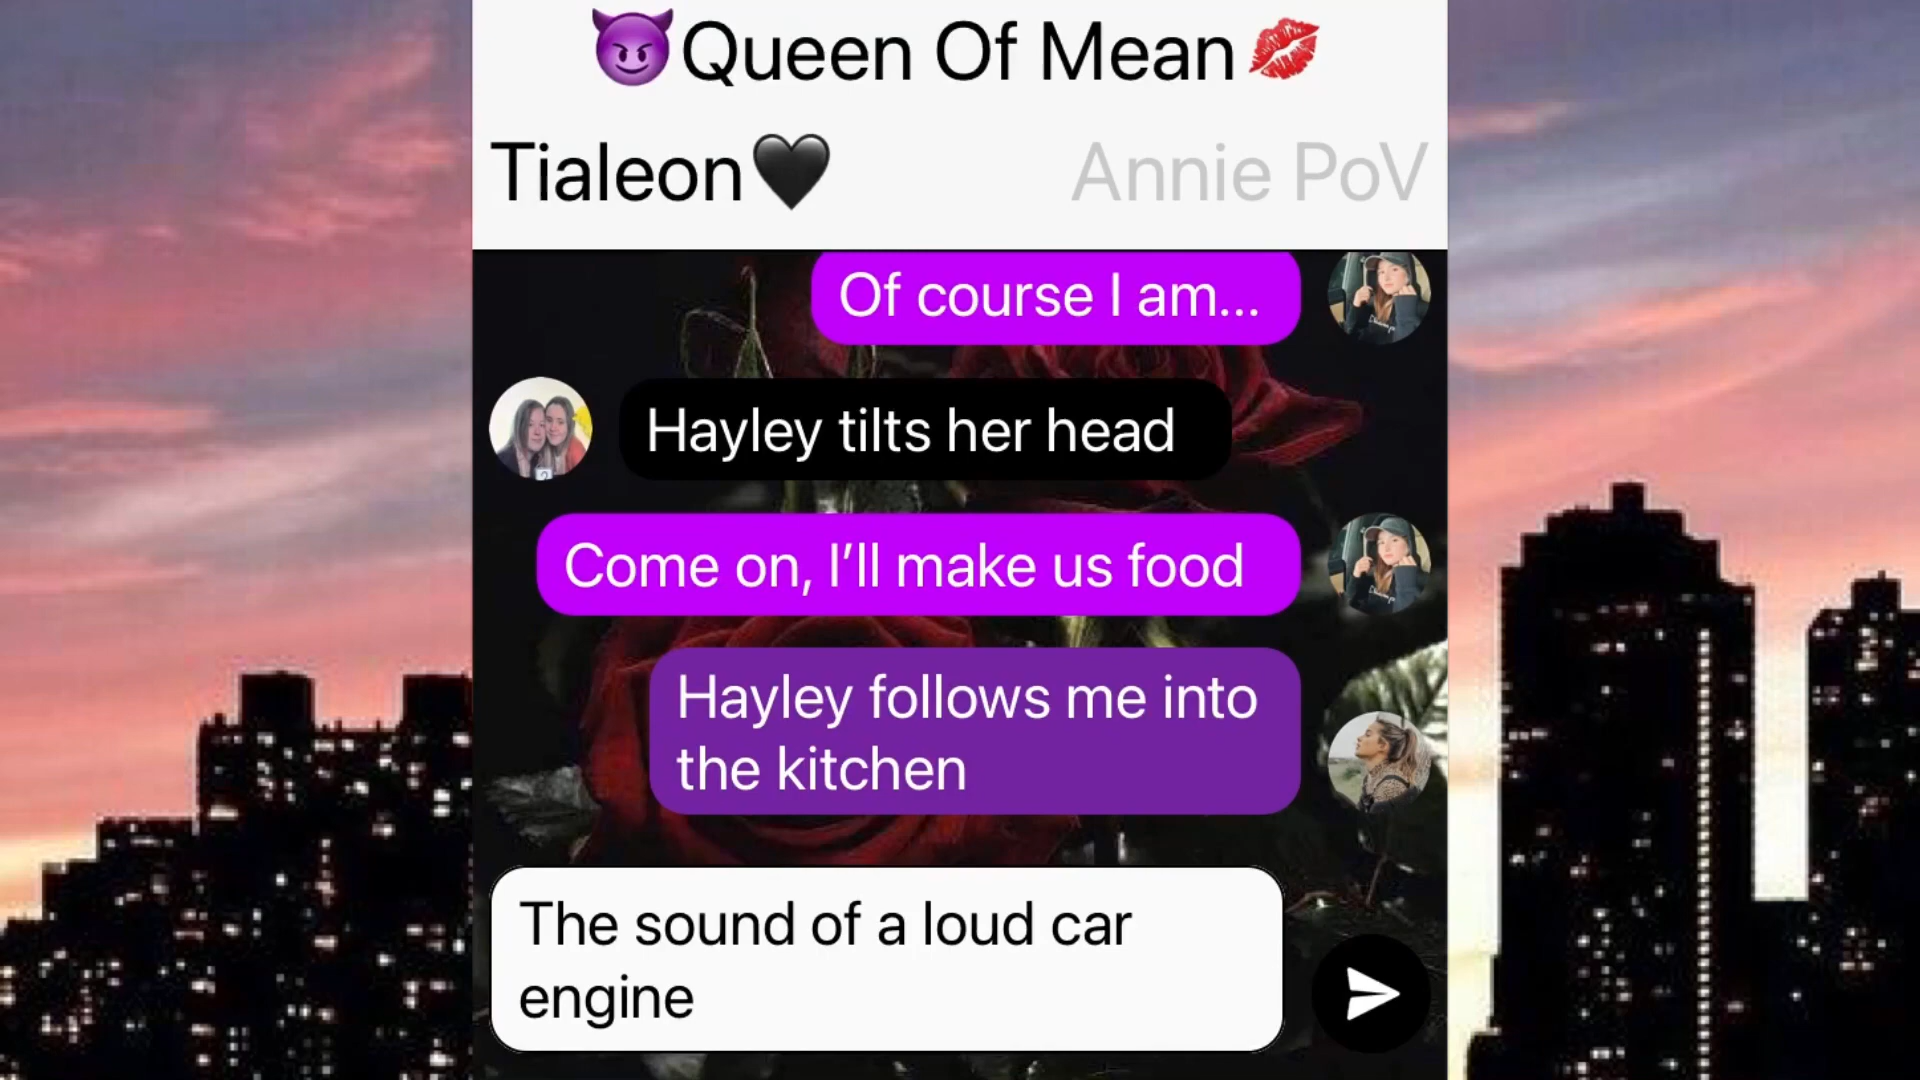 😈Queen Of Mean💋
Tialeon🖤
Annie PoV
Of course I am...
Hayley tilts her head
Come on, I’ll make us food
Hayley follows me into
the kitchen
The sound of a loud car
engine